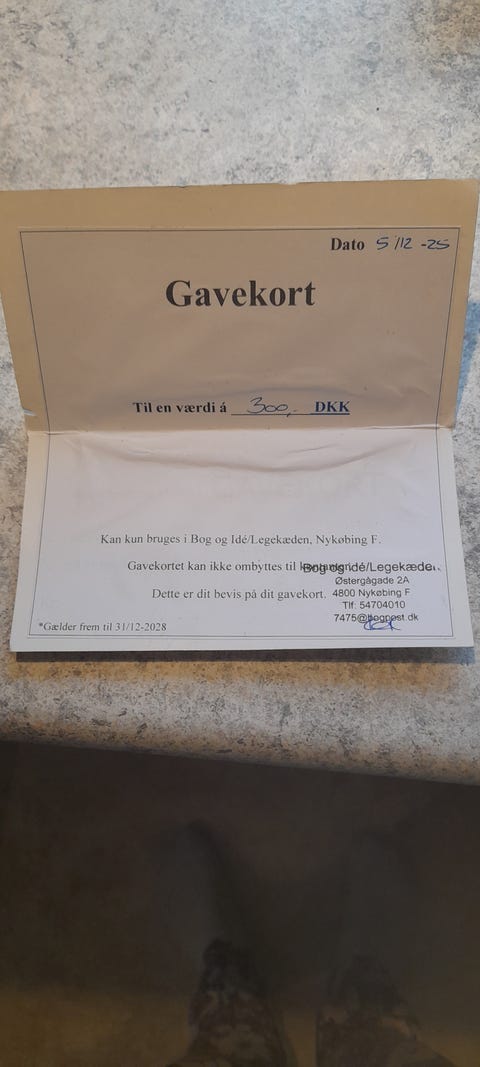 Dato 5/12 -25
Gavekort
Til en værdi á 300,- DKK
Kan kun bruges i Bog og Idé/Legekæden, Nykøbing F.
Gavekortet kan ikke ombyttes til
Bog og idé/Legekæden
Østergågade 2A
Dette er dit bevis på dit gavekort.
4800 Nykøbing F
Tlf: 54704010
7475@bogpost.dk
*Gælder frem til 31/12-2028